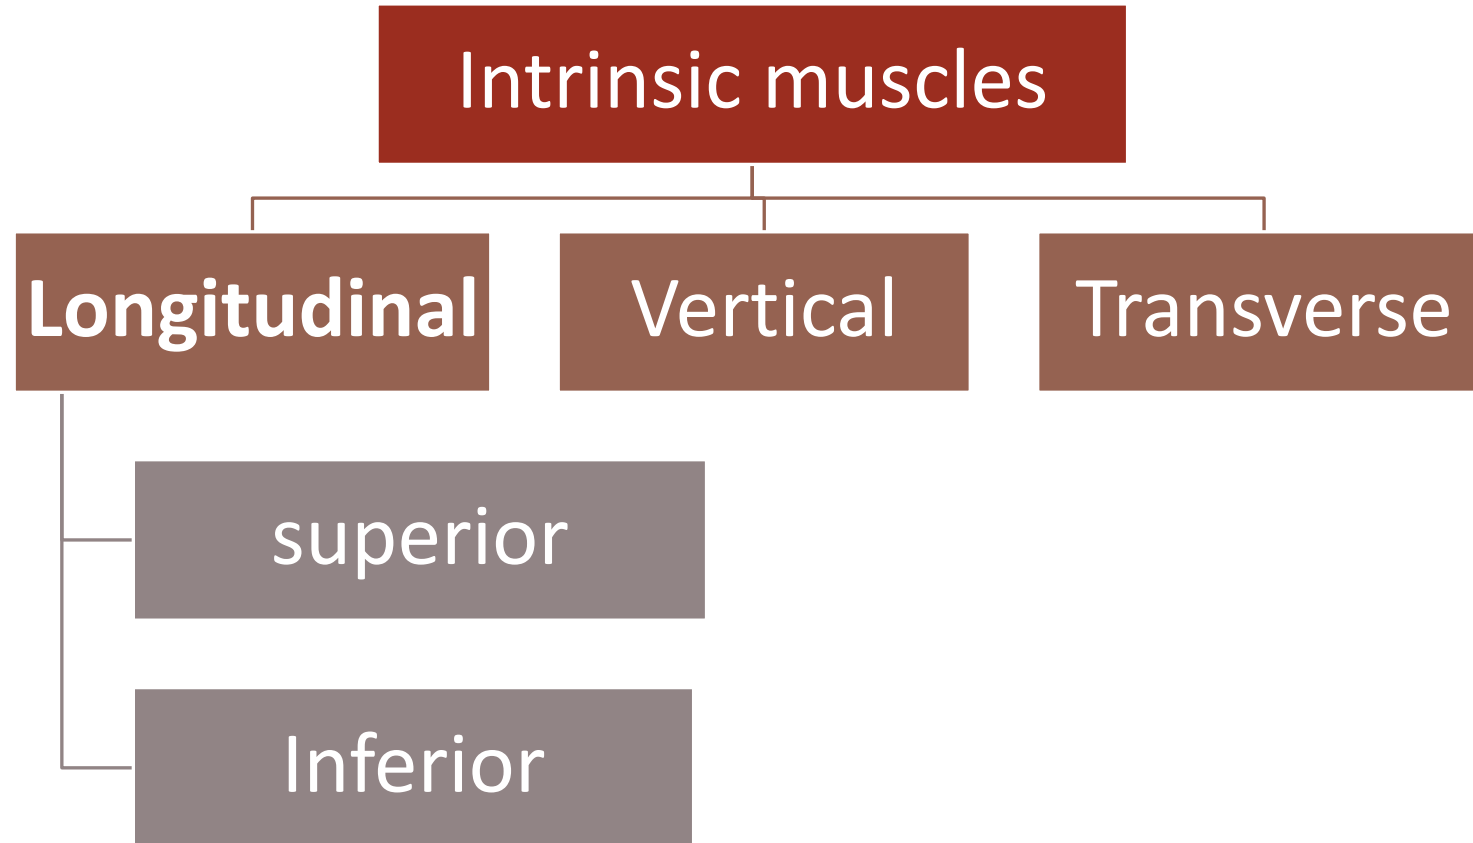 Intrinsic muscles
Longitudinal
Vertical
Transverse
superior
Inferior